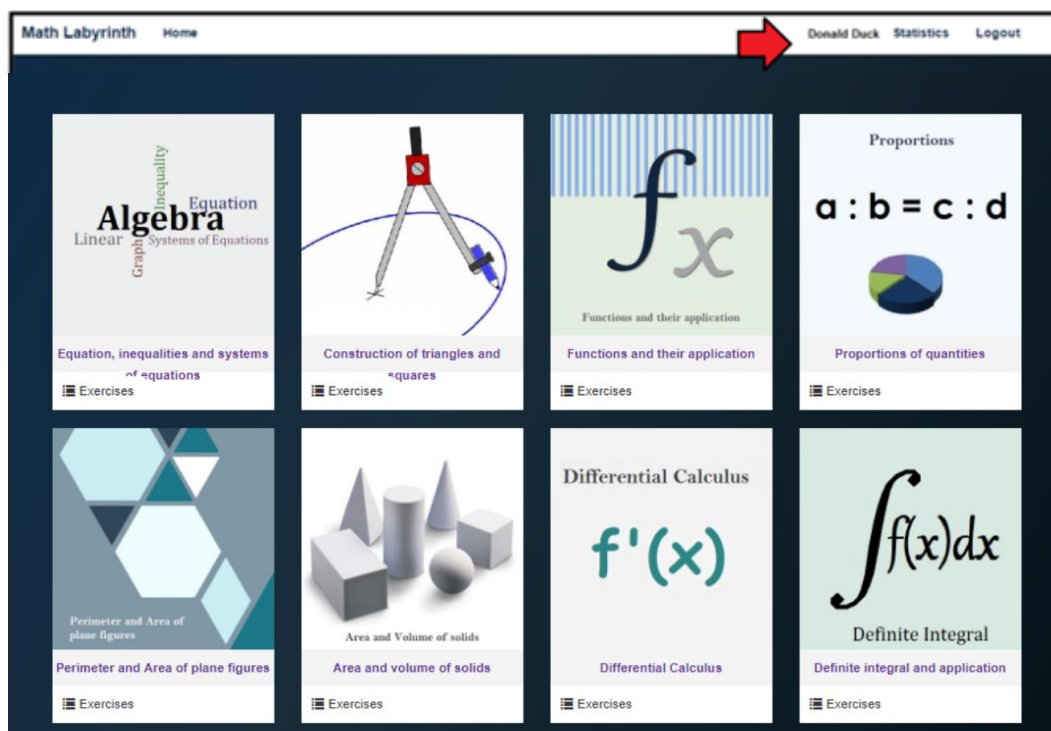 Math Labyrinth Home Donald Duck Statistics Logout
Inequality
Equation
Algebra
Linear
Graph
Systems of Equations
Equation, inequalities and systems
of equations
Exercises
Construction of triangles and
squares
Exercises
f
x
Functions and their application
Functions and their application
Exercises
Proportions
a : b = c : d
Proportions of quantities
Exercises
Perimeter and Area of
plane figures
Perimeter and Area of plane figures
Exercises
Area and Volume of solids
Area and volume of solids
Exercises
Differential Calculus
f'(x)
Differential Calculus
Exercises
∫f(x)dx
Definite Integral
Definite integral and application
Exercises